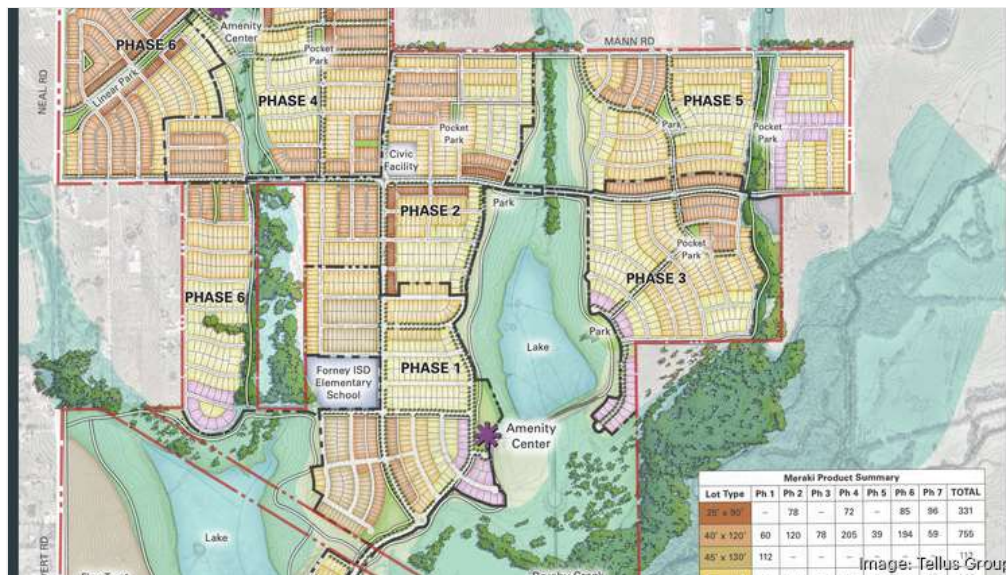 Amenity
Center
PHASE 6
Pocket
Park
MANN RD
NEAL RD
Linear Park
PHASE 4
PHASE 5
Pocket
Park
Park
Pocket
Park
Civic
Facility
PHASE 2
Park
Pocket
Park
PHASE 3
PHASE 6
Park
Lake
Forney ISD
Elementary
School
PHASE 1
Amenity
Center
Lake
Meraki Product Summary
Lot Type Ph 1 Ph 2 Ph 3 Ph 4 Ph 5 Ph 6 Ph 7 TOTAL
25' x 90' – 78 – 72 – 85 96 331
40' x 120' 60 120 78 205 39 194 59 755
45' x 130' 112 – – – – – – 112
Image: Tellus Group